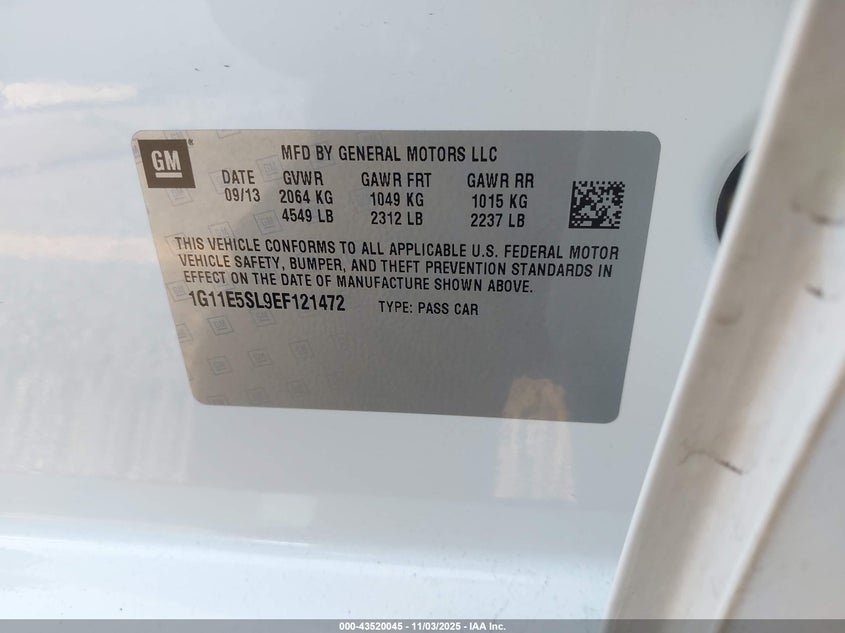 GM
MFD BY GENERAL MOTORS LLC
DATE GVWR GAWR FRT GAWR RR
09/13 2064 KG 1049 KG 1015 KG
4549 LB 2312 LB 2237 LB
THIS VEHICLE CONFORMS TO ALL APPLICABLE U.S. FEDERAL MOTOR
VEHICLE SAFETY, BUMPER, AND THEFT PREVENTION STANDARDS IN
EFFECT ON THE DATE OF MANUFACTURE SHOWN ABOVE.
1G11E5SL9EF121472 TYPE: PASS CAR
000-43520045 - 11/03/2025 - IAA Inc.